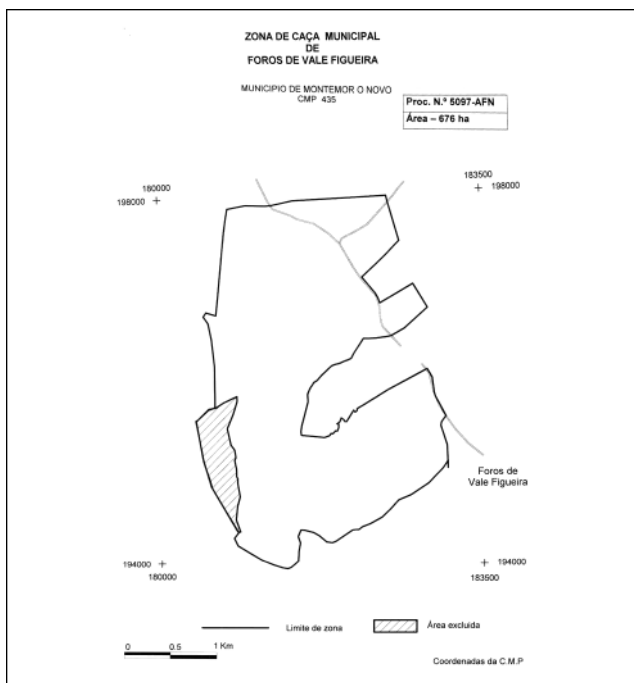 ZONA DE CAÇA MUNICIPAL
DE
FOROS DE VALE FIGUEIRA
MUNICIPIO DE MONTEMOR O NOVO
CMP 435
Proc. N.º 5097-AFN
Área – 676 ha
180000
198000
183500
198000
Foros de
Vale Figueira
194000
180000
194000
183500
Limite de zona
Área excluida
0 0.5 1 Km
Coordenadas da C.M.P